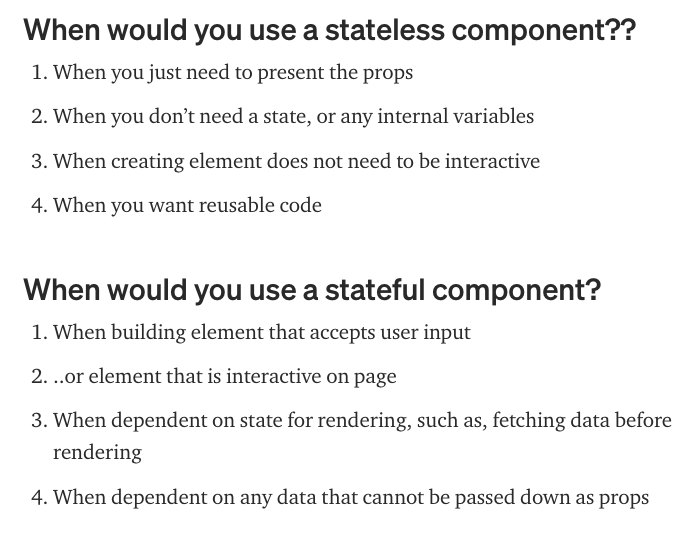 When would you use a stateless component??
1. When you just need to present the props
2. When you don’t need a state, or any internal variables
3. When creating element does not need to be interactive
4. When you want reusable code
When would you use a stateful component?
1. When building element that accepts user input
2. ..or element that is interactive on page
3. When dependent on state for rendering, such as, fetching data before
rendering
4. When dependent on any data that cannot be passed down as props